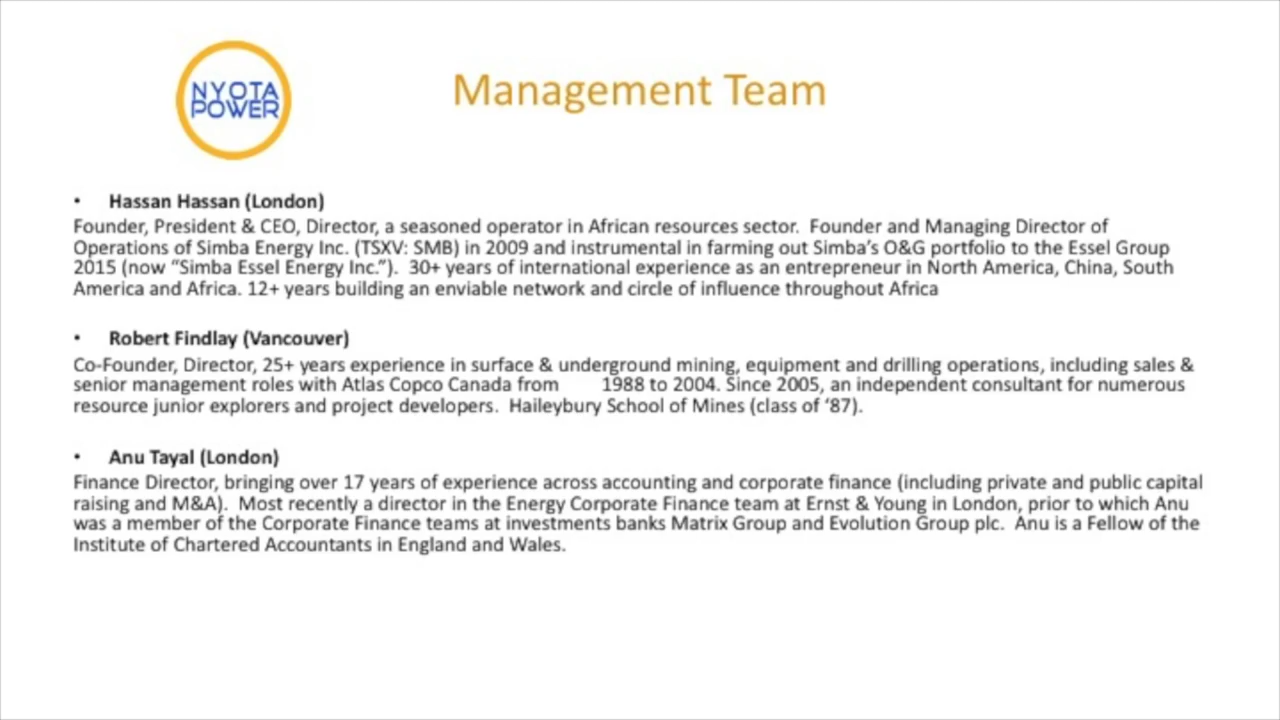 NYOTA
POWER
Management Team
• Hassan Hassan (London)
Founder, President & CEO, Director, a seasoned operator in African resources sector.  Founder and Managing Director of
Operations of Simba Energy Inc. (TSXV: SMB) in 2009 and instrumental in farming out Simba’s O&G portfolio to the Essel Group
2015 (now “Simba Essel Energy Inc.”).  30+ years of international experience as an entrepreneur in North America, China, South
America and Africa. 12+ years building an enviable network and circle of influence throughout Africa
• Robert Findlay (Vancouver)
Co-Founder, Director, 25+ years experience in surface & underground mining, equipment and drilling operations, including sales &
senior management roles with Atlas Copco Canada from      1988 to 2004. Since 2005, an independent consultant for numerous
resource junior explorers and project developers.  Haileybury School of Mines (class of ‘87).
• Anu Tayal (London)
Finance Director, bringing over 17 years of experience across accounting and corporate finance (including private and public capital
raising and M&A).  Most recently a director in the Energy Corporate Finance team at Ernst & Young in London, prior to which Anu
was a member of the Corporate Finance teams at investments banks Matrix Group and Evolution Group plc.  Anu is a Fellow of the
Institute of Chartered Accountants in England and Wales.